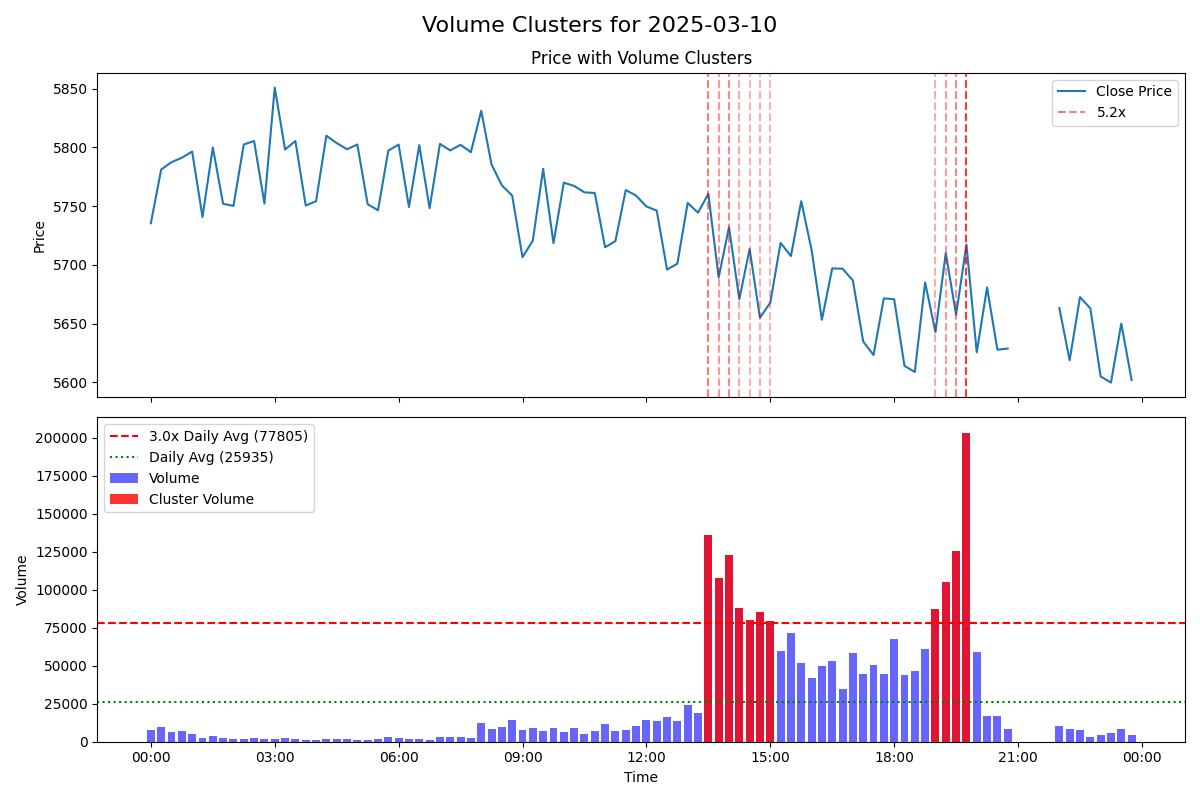 Volume Clusters for 2025-03-10
Price with Volume Clusters
Price
5850
5800
5750
5700
5650
5600
Close Price
5.2x
Volume
200000
175000
150000
125000
100000
75000
50000
25000
0
3.0x Daily Avg (77805)
Daily Avg (25935)
Volume
Cluster Volume
00:00 03:00 06:00 09:00 12:00 15:00 18:00 21:00 00:00
Time